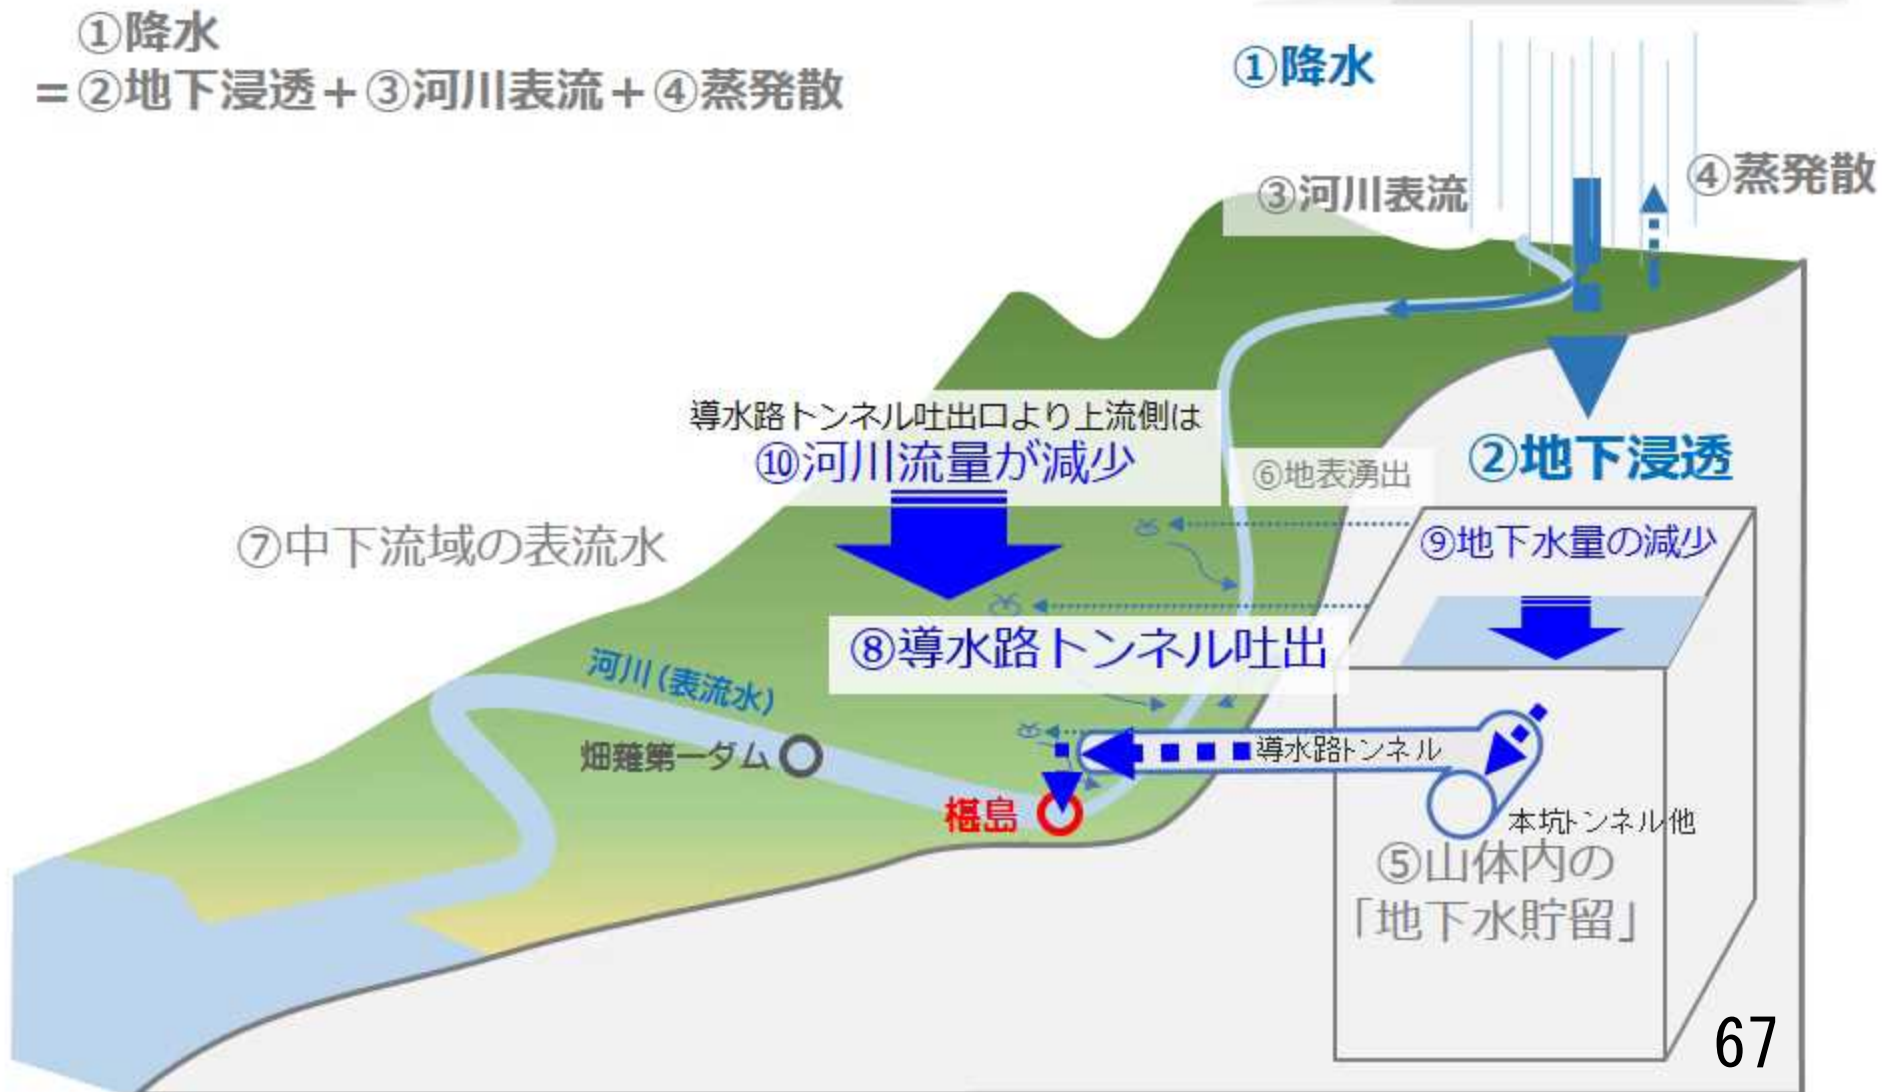 ①降水
＝②地下浸透＋③河川表流＋④蒸発散
①降水
④蒸発散
③河川表流
導水路トンネル吐出口より上流側は
⑩河川流量が減少
②地下浸透
⑥地表湧出
⑦中下流域の表流水
⑨地下水量の減少
⑧導水路トンネル吐出
河川(表流水)
畑薙第一ダム
導水路トンネル
椹島
本坑トンネル他
⑤山体内の
「地下水貯留」
67